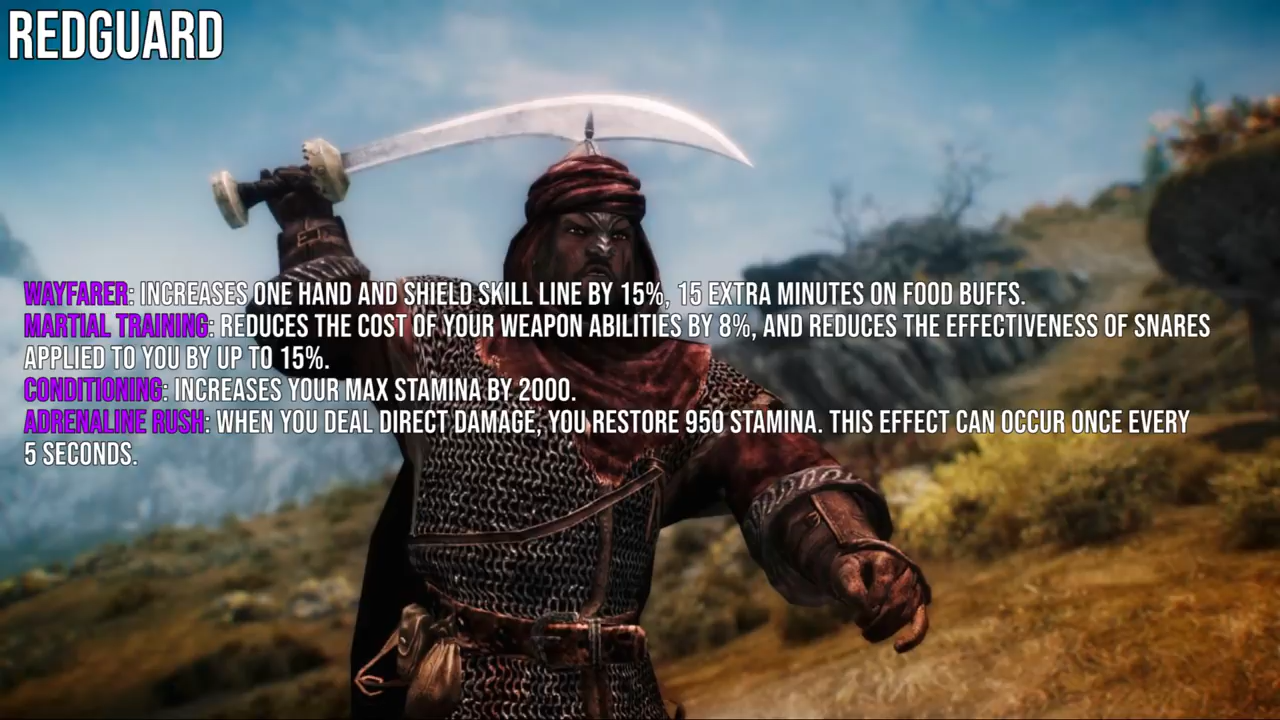 REDGUARD
WAYFARER: INCREASES ONE HAND AND SHIELD SKILL LINE BY 15%, 15 EXTRA MINUTES ON FOOD BUFFS.
MARTIAL TRAINING: REDUCES THE COST OF YOUR WEAPON ABILITIES BY 8%, AND REDUCES THE EFFECTIVENESS OF SNARES
APPLIED TO YOU BY UP TO 15%.
CONDITIONING: INCREASES YOUR MAX STAMINA BY 2000.
ADRENALINE RUSH: WHEN YOU DEAL DIRECT DAMAGE, YOU RESTORE 950 STAMINA. THIS EFFECT CAN OCCUR ONCE EVERY
5 SECONDS.